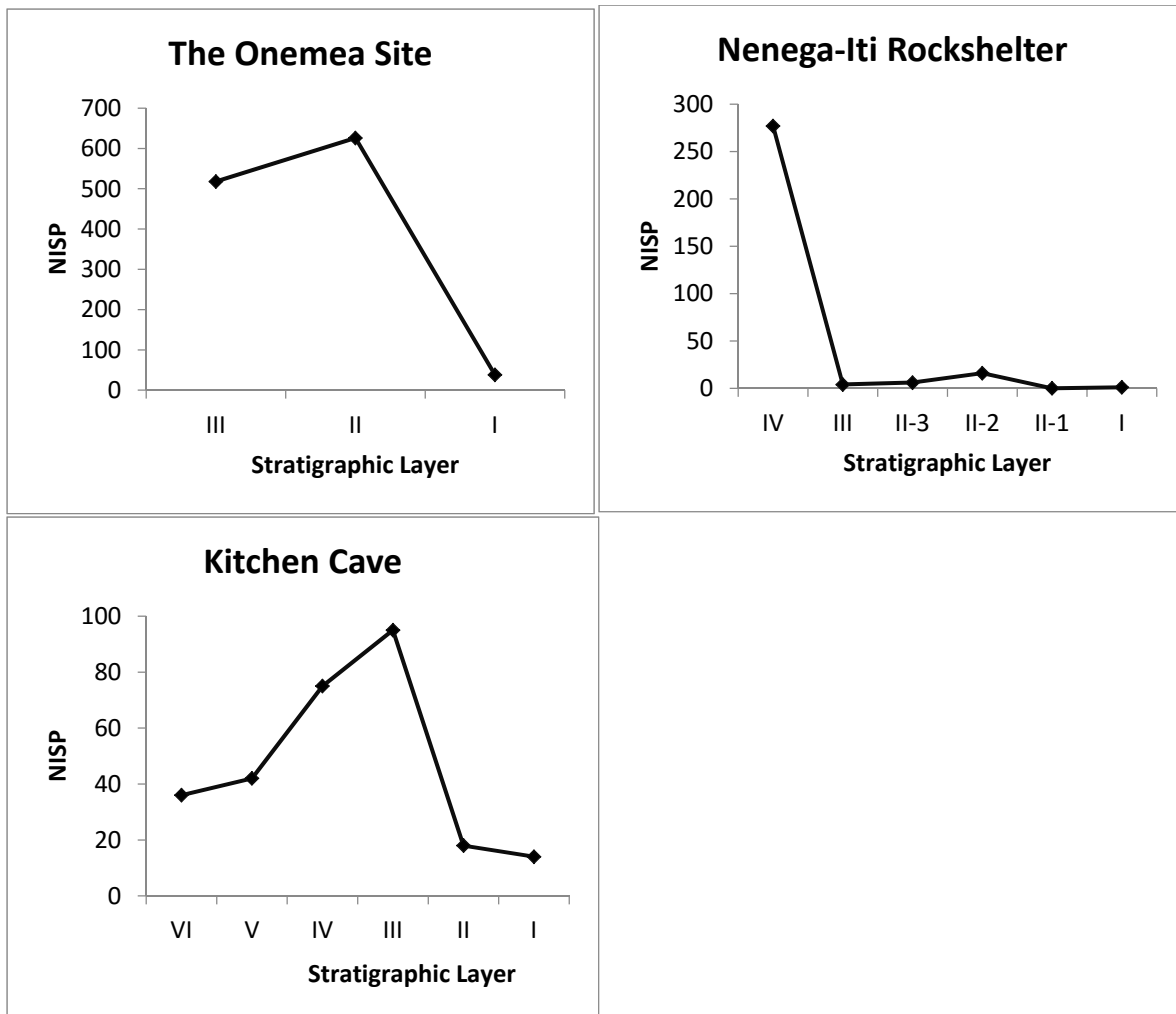 The Onemea Site
700
600
500
400
300
200
100
0
NISP
III II I
Stratigraphic Layer
Nenega-Iti Rockshelter
300
250
200
150
100
50
0
NISP
IV III II-3 II-2 II-1 I
Stratigraphic Layer
Kitchen Cave
100
80
60
40
20
0
NISP
VI V IV III II I
Stratigraphic Layer